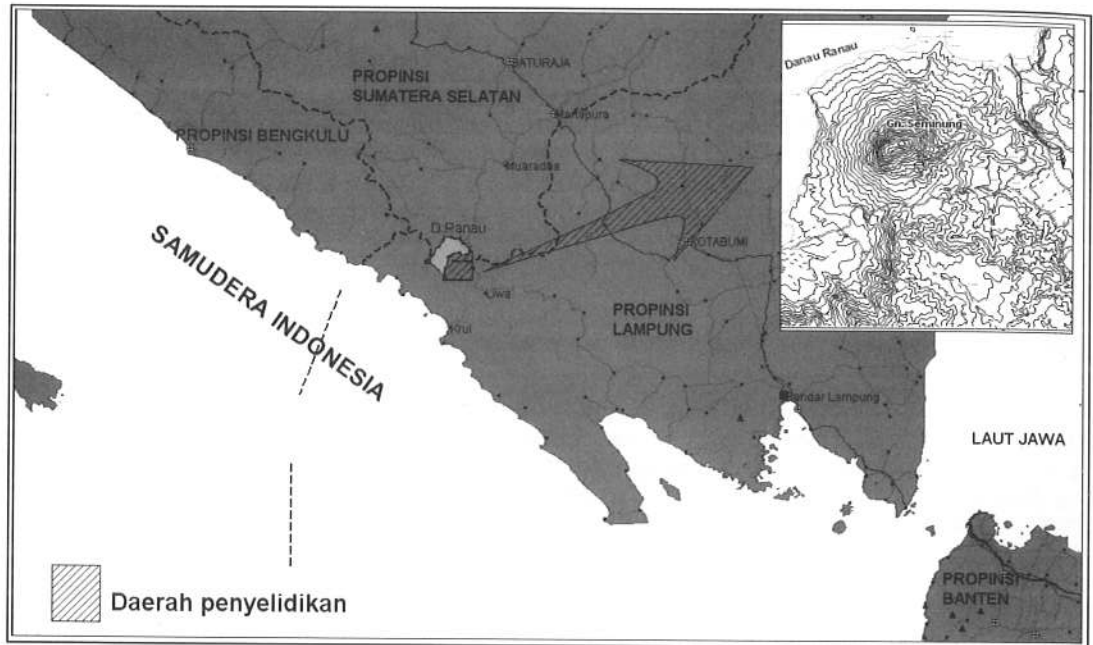 Danau Ranau
Gn. Seminung
BATURAJA
PROPINSI
SUMATERA SELATAN
Martapura
PROPINSI BENGKULU
Muaradua
D.Ranau
KOTABUMI
Liwa
PROPINSI
LAMPUNG
Krui
SAMUDERA INDONESIA
Bandar Lampung
LAUT JAWA
PROPINSI
BANTEN
Daerah penyelidikan